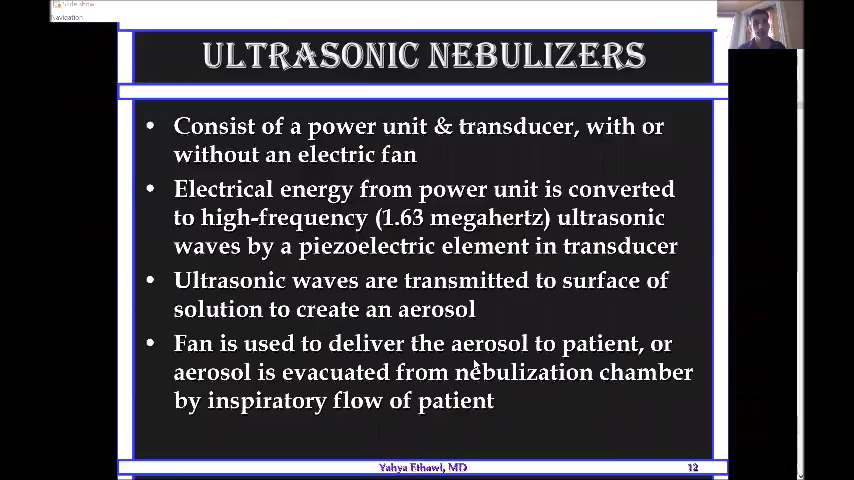 Slide show
Navigation
ULTRASONIC NEBULIZERS
• Consist of a power unit & transducer, with or
without an electric fan
• Electrical energy from power unit is converted
to high-frequency (1.63 megahertz) ultrasonic
waves by a piezoelectric element in transducer
• Ultrasonic waves are transmitted to surface of
solution to create an aerosol
• Fan is used to deliver the aerosol to patient, or
aerosol is evacuated from nebulization chamber
by inspiratory flow of patient
Yahya Ethawi, MD
12